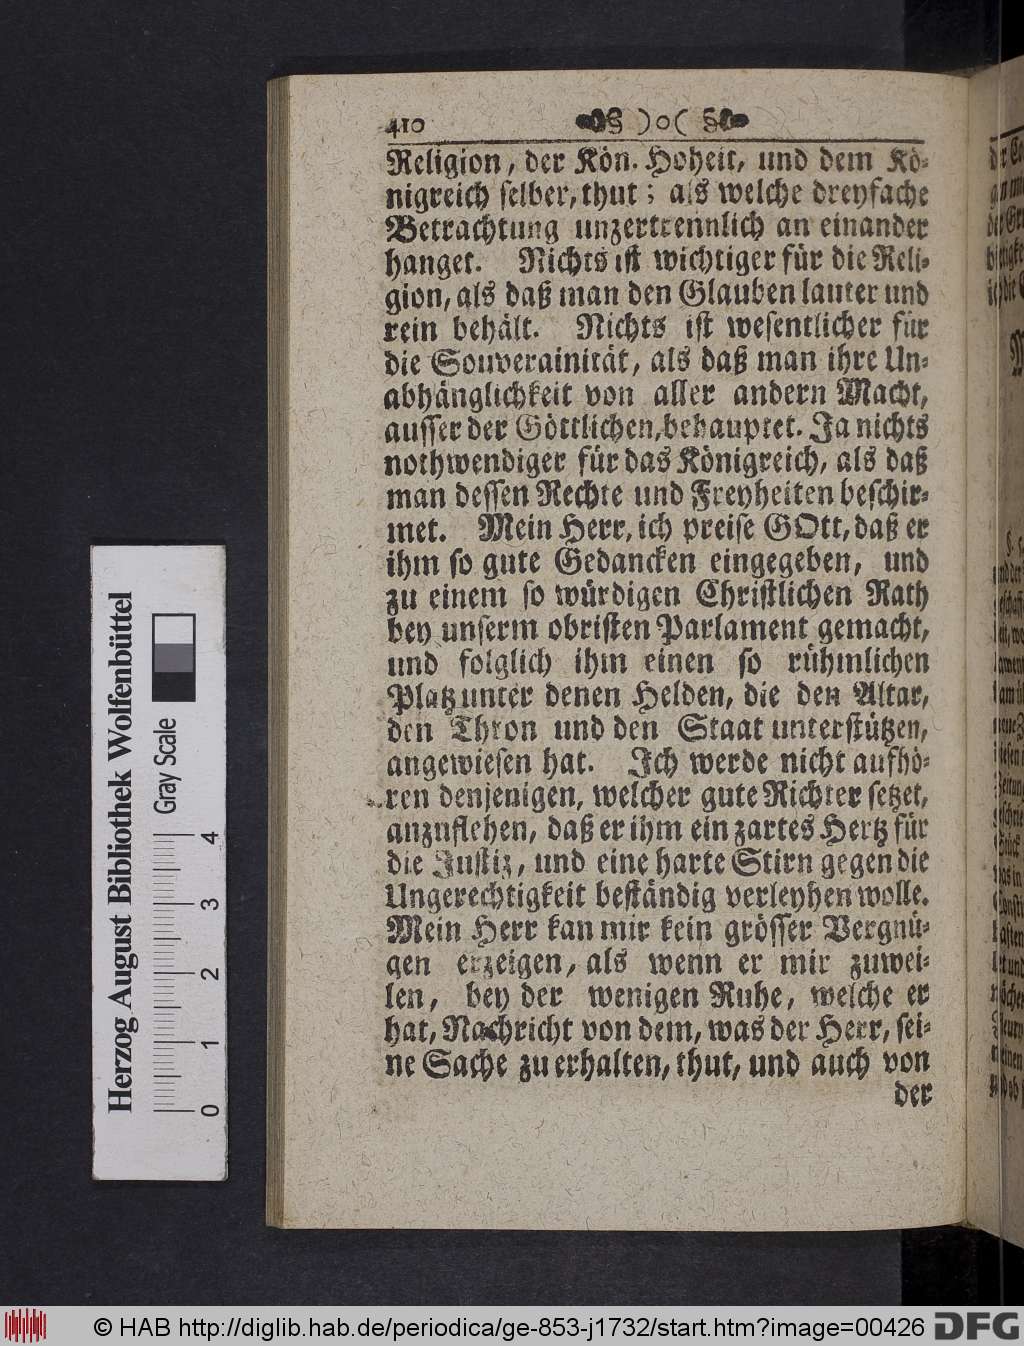 410 §)o(§
Religion, der Kön. Hoheit, und dem Kö-
nigreich selber, thut; als welche dreyfache
Betrachtung unzertrennlich an einander
hanget. Nichts ist wichtiger für die Reli-
gion, als daß man den Glauben lauter und
rein behält. Nichts ist wesentlicher für
die Souverainität, als daß man ihre Un-
abhänglichkeit von aller andern Macht,
ausser der Göttlichen, behauptet. Ja nichts
nothwendiger für das Königreich, als daß
man dessen Rechte und Freyheiten beschir-
met. Mein Herr, ich preise GOtt, daß er
ihm so gute Gedancken eingegeben, und
zu einem so würdigen Christlichen Rath
bey unserm obristen Parlament gemacht,
und folglich ihm einen so rühmlichen
Platz unter denen Helden, die den Altar,
den Thron und den Staat unterstützen,
angewiesen hat. Ich werde nicht aufhö-
ren denjenigen, welcher gute Richter setzet,
anzuflehen, daß er ihm ein zartes Hertz für
die Justiz, und eine harte Stirn gegen die
Ungerechtigkeit beständig verleyhen wolle.
Mein Herr kan mir kein grösser Vergnü-
gen erzeigen, als wenn er mir zuwei-
len, bey der wenigen Ruhe, welche er
hat, Nachricht von dem, was der Herr, sei-
ne Sache zu erhalten, thut, und auch von
der
Herzog August Bibliothek Wolfenbüttel
Gray Scale
0 1 2 3 4
© HAB http://diglib.hab.de/periodica/ge-853-j1732/start.htm?image=00426
DFG